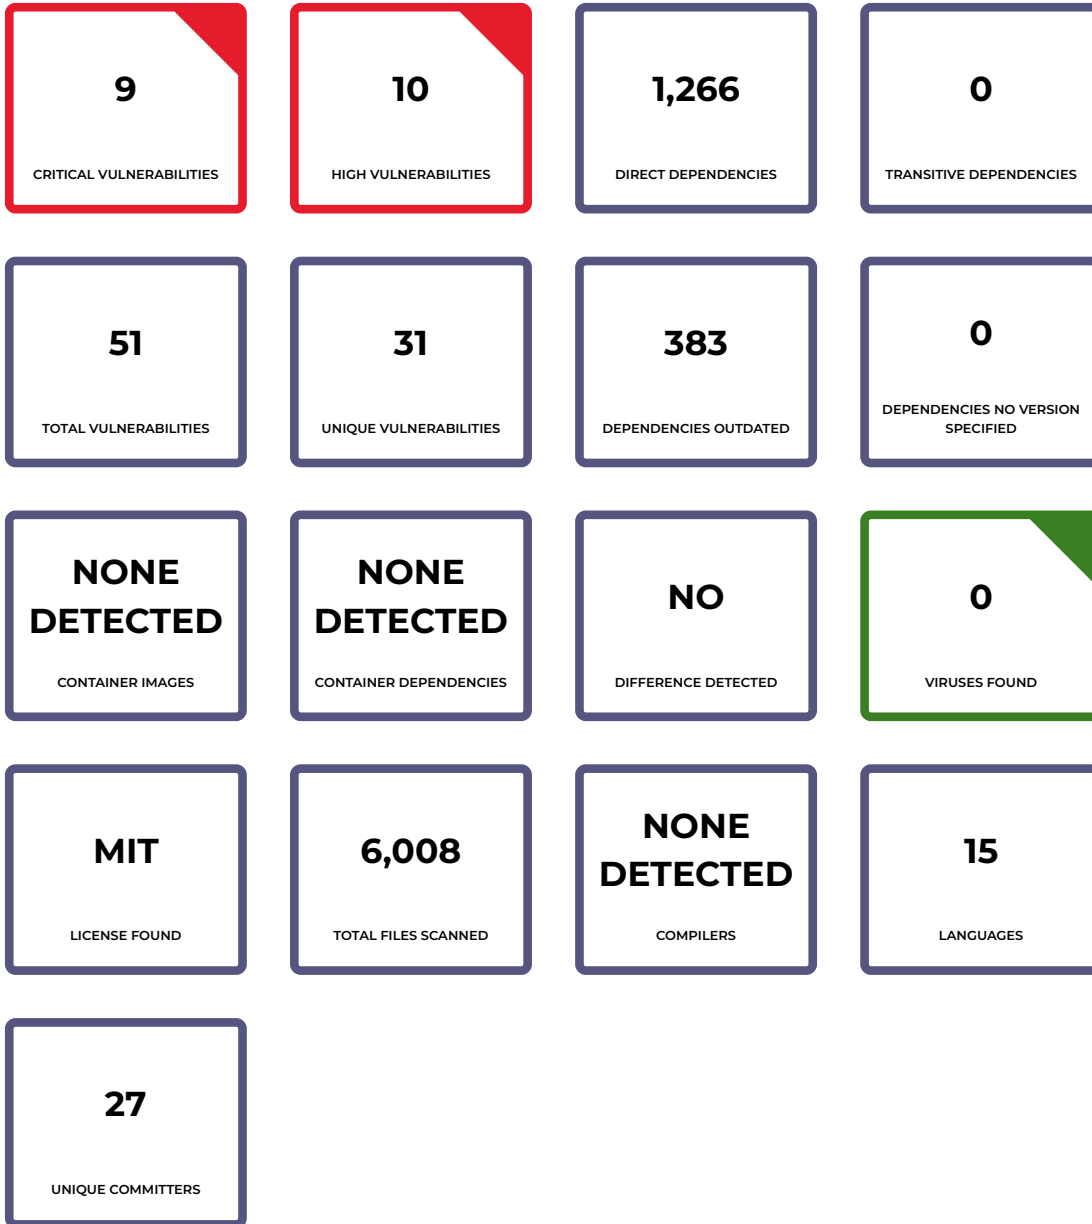 9
CRITICAL VULNERABILITIES
10
HIGH VULNERABILITIES
1,266
DIRECT DEPENDENCIES
0
TRANSITIVE DEPENDENCIES
51
TOTAL VULNERABILITIES
31
UNIQUE VULNERABILITIES
383
DEPENDENCIES OUTDATED
0
DEPENDENCIES NO VERSION
SPECIFIED
NONE
DETECTED
CONTAINER IMAGES
NONE
DETECTED
CONTAINER DEPENDENCIES
NO
DIFFERENCE DETECTED
0
VIRUSES FOUND
MIT
LICENSE FOUND
6,008
TOTAL FILES SCANNED
NONE
DETECTED
COMPILERS
15
LANGUAGES
27
UNIQUE COMMITTERS